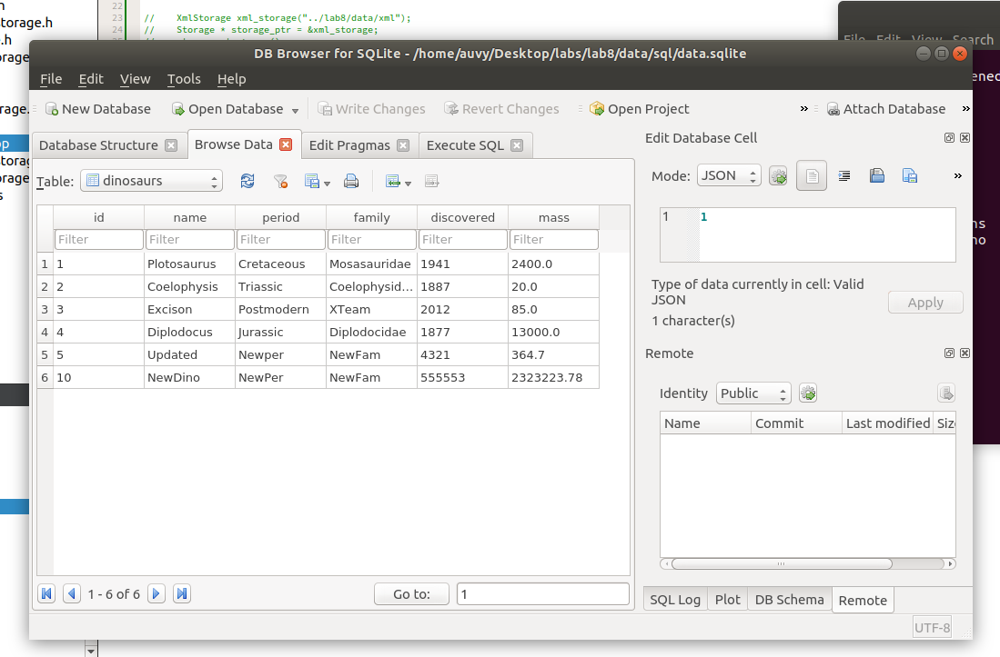 22
23 // XmlStorage xml_storage("../lab8/data/xml");
24 // Storage * storage_ptr = &xml_storage;
torage.h
.h
orage
File Edit View Search
DB Browser for SQLite - /home/auvy/Desktop/labs/lab8/data/sql/data.sqlite
File Edit View Tools Help
New Database Open Database Write Changes Revert Changes Open Project » Attach Database »
Database Structure Browse Data Edit Pragmas Execute SQL
Table: dinosaurs
id name period family discovered mass
Filter Filter Filter Filter Filter Filter
1 1 Plotosaurus Cretaceous Mosasauridae 1941 2400.0
2 2 Coelophysis Triassic Coelophysid... 1887 20.0
3 3 Excison Postmodern XTeam 2012 85.0
4 4 Diplodocus Jurassic Diplodocidae 1877 13000.0
5 5 Updated Newper NewFam 4321 364.7
6 10 NewDino NewPer NewFam 555553 2323223.78
1 - 6 of 6 Go to: 1
Edit Database Cell
Mode: JSON »
1 1
Type of data currently in cell: Valid
JSON
1 character(s)
Apply
Remote
Identity Public
Name Commit Last modified Siz
SQL Log Plot DB Schema Remote
UTF-8